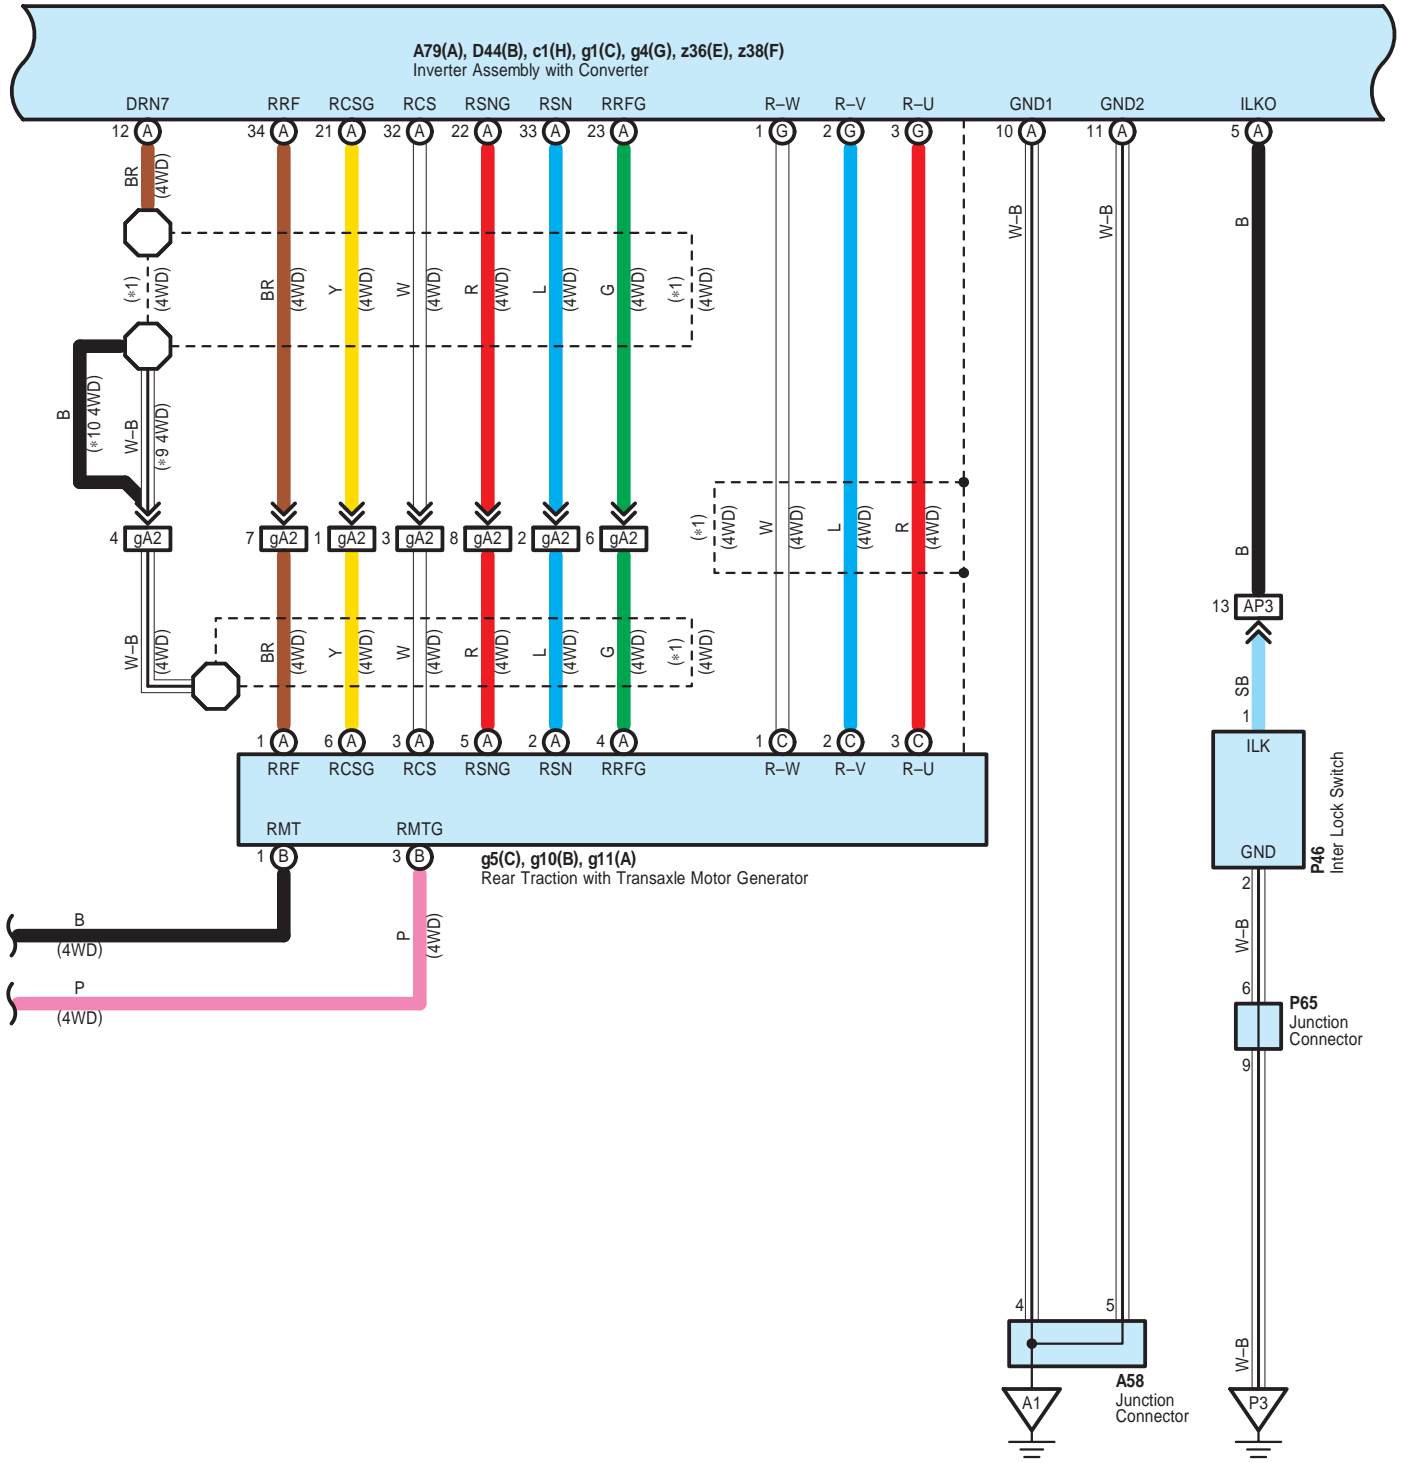 A79(A), D44(B), c1(H), g1(C), g4(G), z36(E), z38(F)
Inverter Assembly with Converter
DRN7 RRF RCSG RCS RSNG RSN RRFG R–W R–V R–U GND1 GND2 ILKO
12 A 34 A 21 A 32 A 22 A 33 A 23 A 1 G 2 G 3 G 10 A 11 A 5 A
BR (4WD)
W–B W–B B
(*1) (4WD) BR (4WD) Y (4WD) W (4WD) R (4WD) L (4WD) G (4WD) (*1) (4WD)
B (*10 4WD) W–B (*9 4WD)
(*1) (4WD) W (4WD) L (4WD) R (4WD) B
4 gA2 7 gA2 1 gA2 3 gA2 8 gA2 2 gA2 6 gA2
13 AP3
W–B (4WD) BR (4WD) Y (4WD) W (4WD) R (4WD) L (4WD) G (4WD) (*1) (4WD)
SB
1
1 A 6 A 3 A 5 A 2 A 4 A 1 C 2 C 3 C
RRF RCSG RCS RSNG RSN RRFG R–W R–V R–U
ILK
P46
Inter Lock Switch
GND
RMT RMTG
1 B 3 B
g5(C), g10(B), g11(A)
Rear Traction with Transaxle Motor Generator
2
B
(4WD)
P (4WD)
W–B
P
(4WD)
6
P65
Junction
Connector
9
4 5
W–B
A58
Junction
Connector
A1
P3